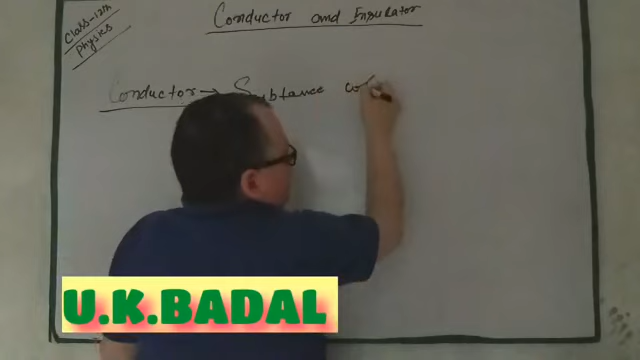 Class-12th
Physics
Conductor and Insulator
Conductor → Substance
U.K.BADAL